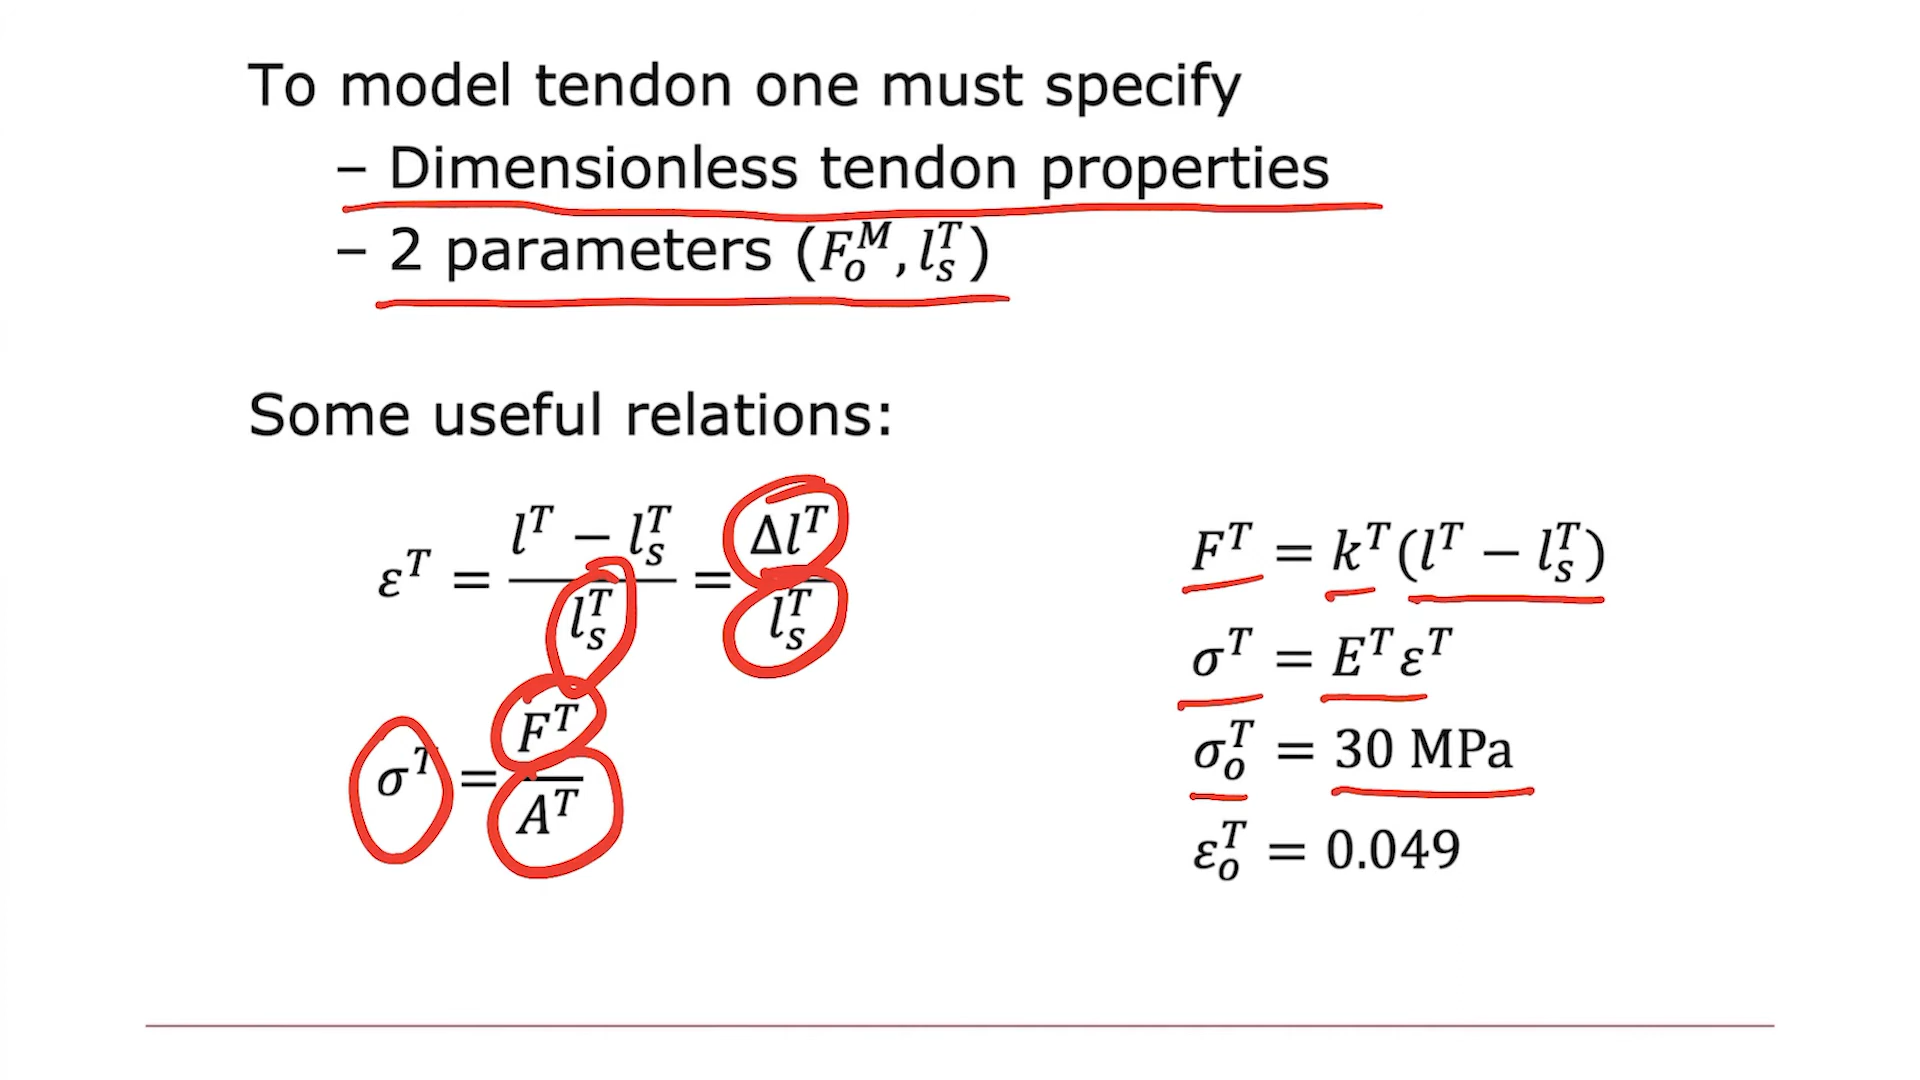 To model tendon one must specify
– Dimensionless tendon properties
– 2 parameters (F_o^M, l_s^T)
Some useful relations:
ε^T = (l^T − l_s^T) / l_s^T = Δl^T / l_s^T
σ^T = F^T / A^T
F^T = k^T(l^T − l_s^T)
σ^T = E^T ε^T
σ_o^T = 30 MPa
ε_o^T = 0.049